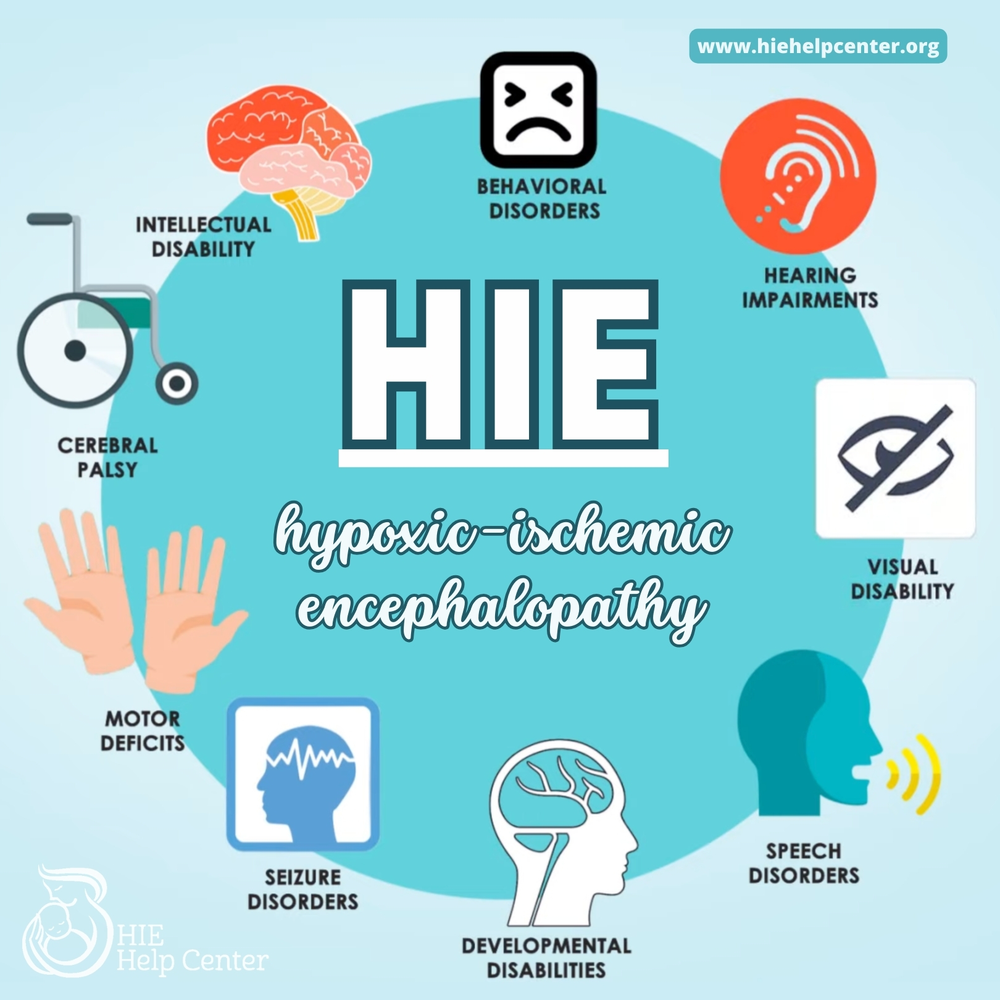 www.hiehelpcenter.org
BEHAVIORAL
DISORDERS
INTELLECTUAL
DISABILITY
HEARING
IMPAIRMENTS
HIE
hypoxic-ischemic
encephalopathy
CEREBRAL
PALSY
VISUAL
DISABILITY
MOTOR
DEFICITS
SPEECH
DISORDERS
SEIZURE
DISORDERS
DEVELOPMENTAL
DISABILITIES
HIE
Help Center